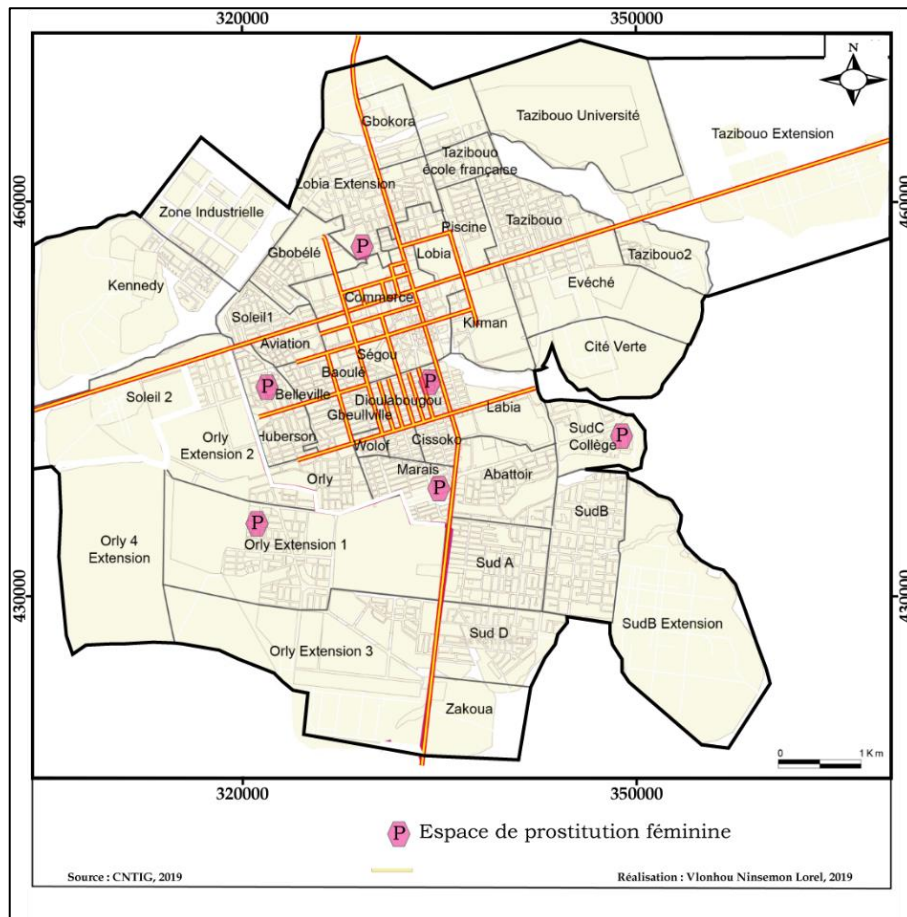 320000
350000
N
Gbokora
Tazibouo Université
Tazibouo Extension
Tazibouo
école française
Lobia Extension
460000
460000
Zone Industrielle
Piscine
Tazibouo
Gbobélé
P
Lobia
Tazibouo2
Kennedy
Evêché
Commerce
Soleil1
Kirman
Aviation
Cité Verte
Ségou
Baoulé
P
P
Soleil 2
Belleville
Dioulabougou
Labia
Gbeullville
SudC
Collège
P
Orly
Extension 2
Huberson
Wolof
Cissoko
Marais
Abattoir
Orly
P
SudB
P
Orly 4
Extension
Orly Extension 1
Sud A
430000
430000
SudB Extension
Orly Extension 3
Sud D
Zakoua
0
1 Km
320000
350000
P Espace de prostitution féminine
Source : CNTIG, 2019
Réalisation : Vlonhou Ninsemon Lorel, 2019